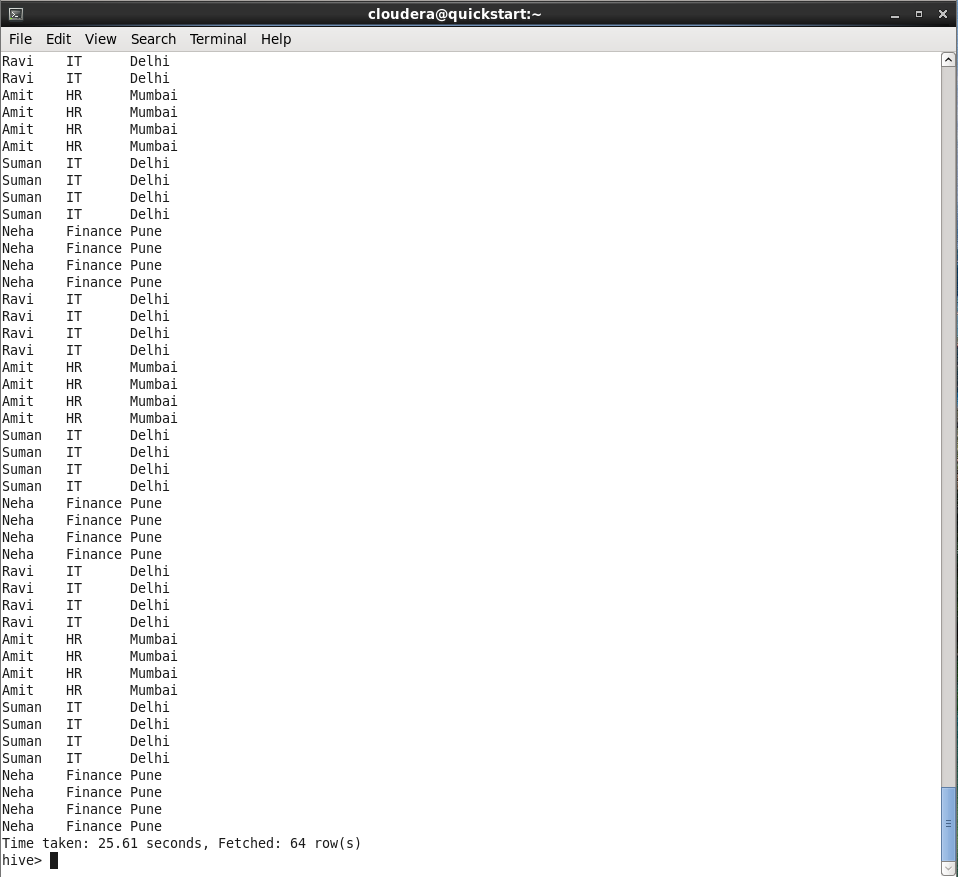 cloudera@quickstart:~
File Edit View Search Terminal Help
Ravi    IT      Delhi
Ravi    IT      Delhi
Amit    HR      Mumbai
Amit    HR      Mumbai
Amit    HR      Mumbai
Amit    HR      Mumbai
Suman   IT      Delhi
Suman   IT      Delhi
Suman   IT      Delhi
Suman   IT      Delhi
Neha    Finance Pune
Neha    Finance Pune
Neha    Finance Pune
Neha    Finance Pune
Ravi    IT      Delhi
Ravi    IT      Delhi
Ravi    IT      Delhi
Ravi    IT      Delhi
Amit    HR      Mumbai
Amit    HR      Mumbai
Amit    HR      Mumbai
Amit    HR      Mumbai
Suman   IT      Delhi
Suman   IT      Delhi
Suman   IT      Delhi
Suman   IT      Delhi
Neha    Finance Pune
Neha    Finance Pune
Neha    Finance Pune
Neha    Finance Pune
Ravi    IT      Delhi
Ravi    IT      Delhi
Ravi    IT      Delhi
Ravi    IT      Delhi
Amit    HR      Mumbai
Amit    HR      Mumbai
Amit    HR      Mumbai
Amit    HR      Mumbai
Suman   IT      Delhi
Suman   IT      Delhi
Suman   IT      Delhi
Suman   IT      Delhi
Neha    Finance Pune
Neha    Finance Pune
Neha    Finance Pune
Neha    Finance Pune
Time taken: 25.61 seconds, Fetched: 64 row(s)
hive>